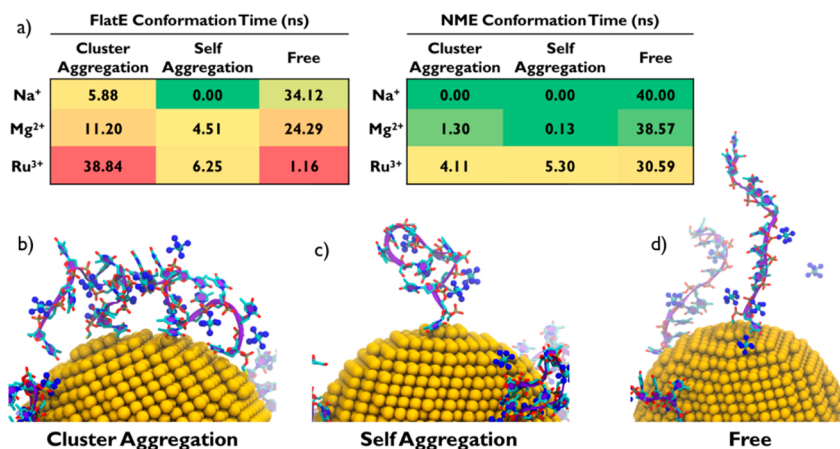 a)
FlatE Conformation Time (ns)
Cluster Aggregation Self Aggregation Free
Na⁺ 5.88 0.00 34.12
Mg²⁺ 11.20 4.51 24.29
Ru³⁺ 38.84 6.25 1.16
NME Conformation Time (ns)
Cluster Aggregation Self Aggregation Free
Na⁺ 0.00 0.00 40.00
Mg²⁺ 1.30 0.13 38.57
Ru³⁺ 4.11 5.30 30.59
b)
c)
d)
Cluster Aggregation
Self Aggregation
Free